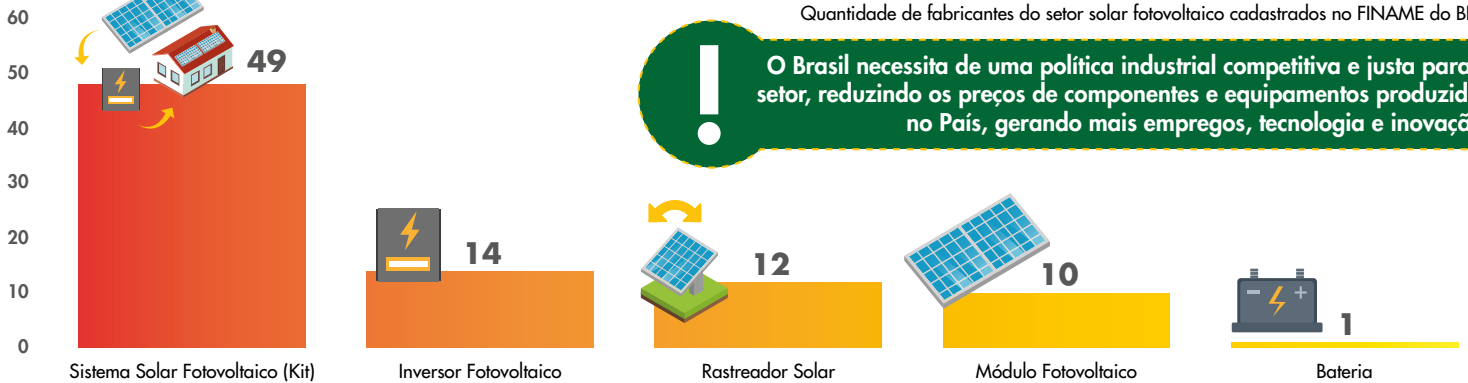 Quantidade de fabricantes do setor solar fotovoltaico cadastrados no FINAME do
O Brasil necessita de uma política industrial competitiva e justa para
setor, reduzindo os preços de componentes e equipamentos
no País, gerando mais empregos, tecnologia e
60
50
40
30
20
10
0
49
14
12
10
1
Sistema Solar Fotovoltaico (Kit)
Inversor Fotovoltaico
Rastreador Solar
Módulo Fotovoltaico
Bateria